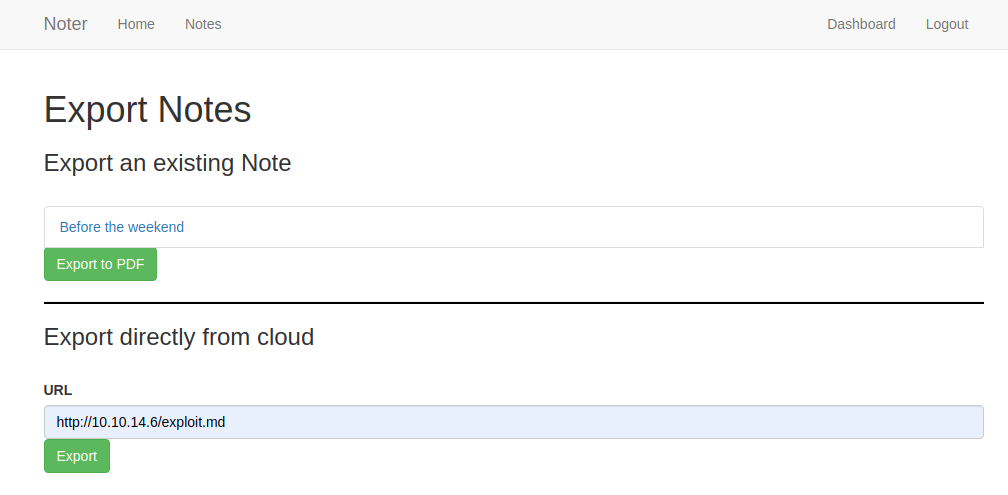 Noter Home Notes Dashboard Logout
Export Notes
Export an existing Note
Before the weekend
Export to PDF
Export directly from cloud
URL
http://10.10.14.6/exploit.md
Export